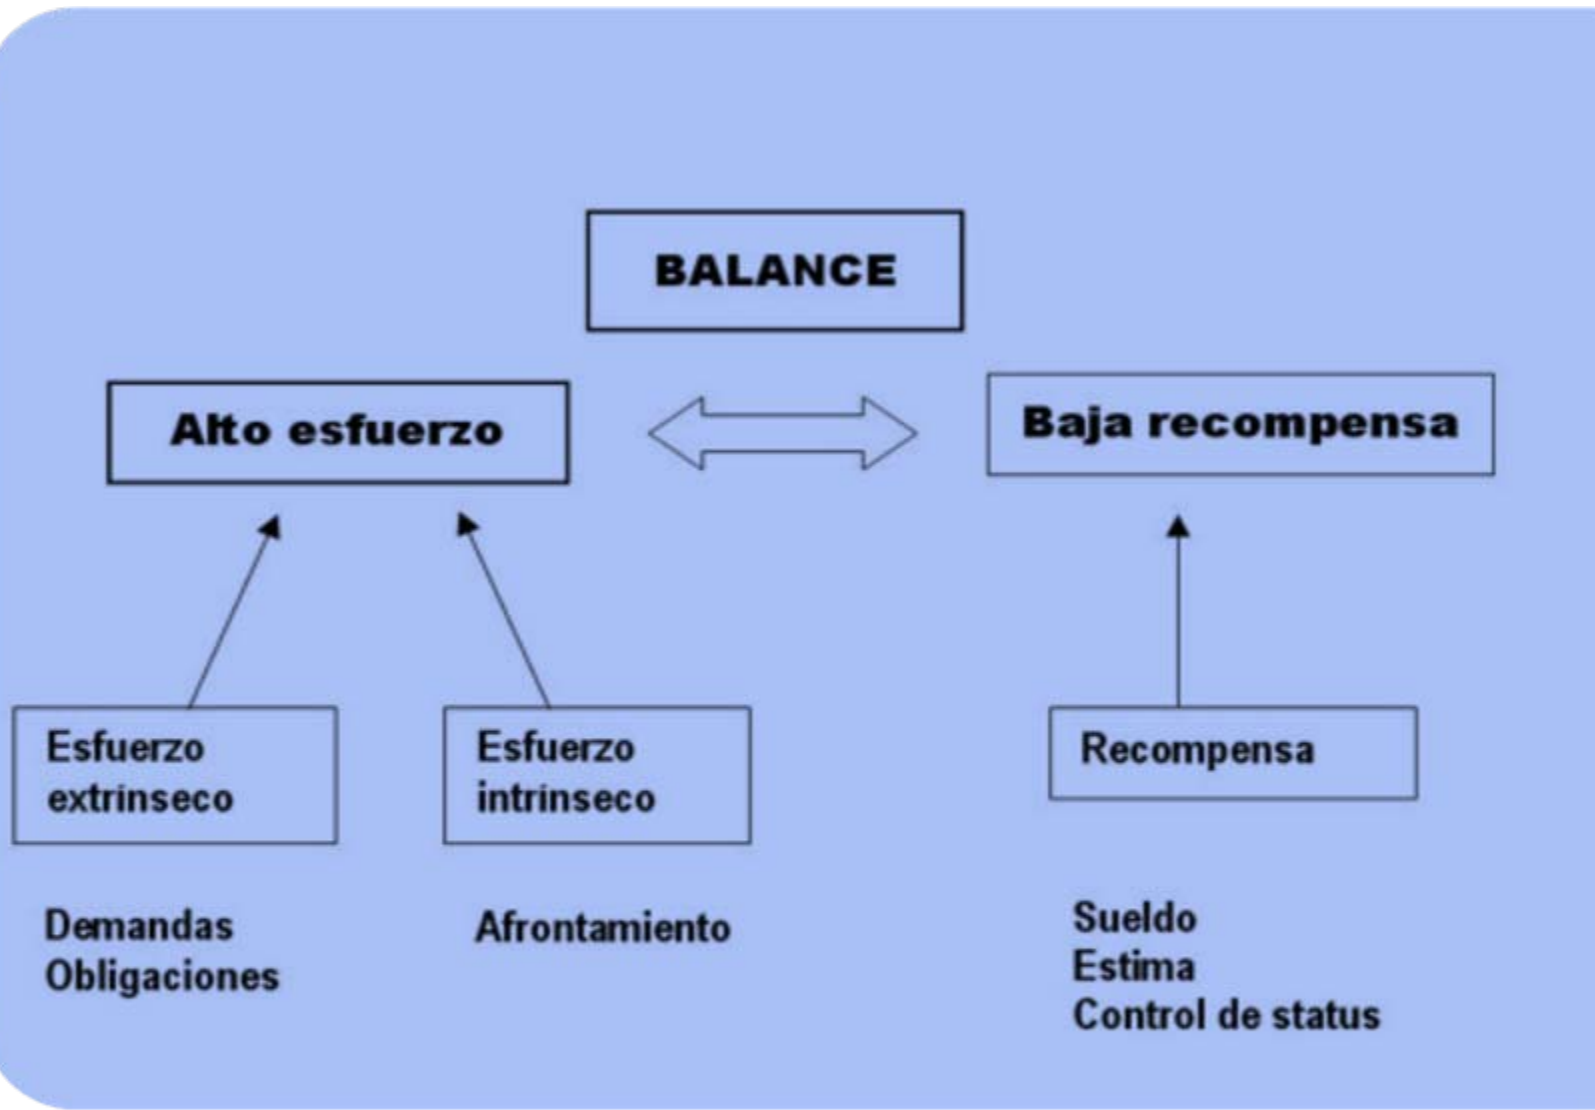 BALANCE
Alto esfuerzo
Baja recompensa
Esfuerzo
extrinseco
Esfuerzo
intrinseco
Recompensa
Demandas
Obligaciones
Afrontamiento
Sueldo
Estima
Control de status